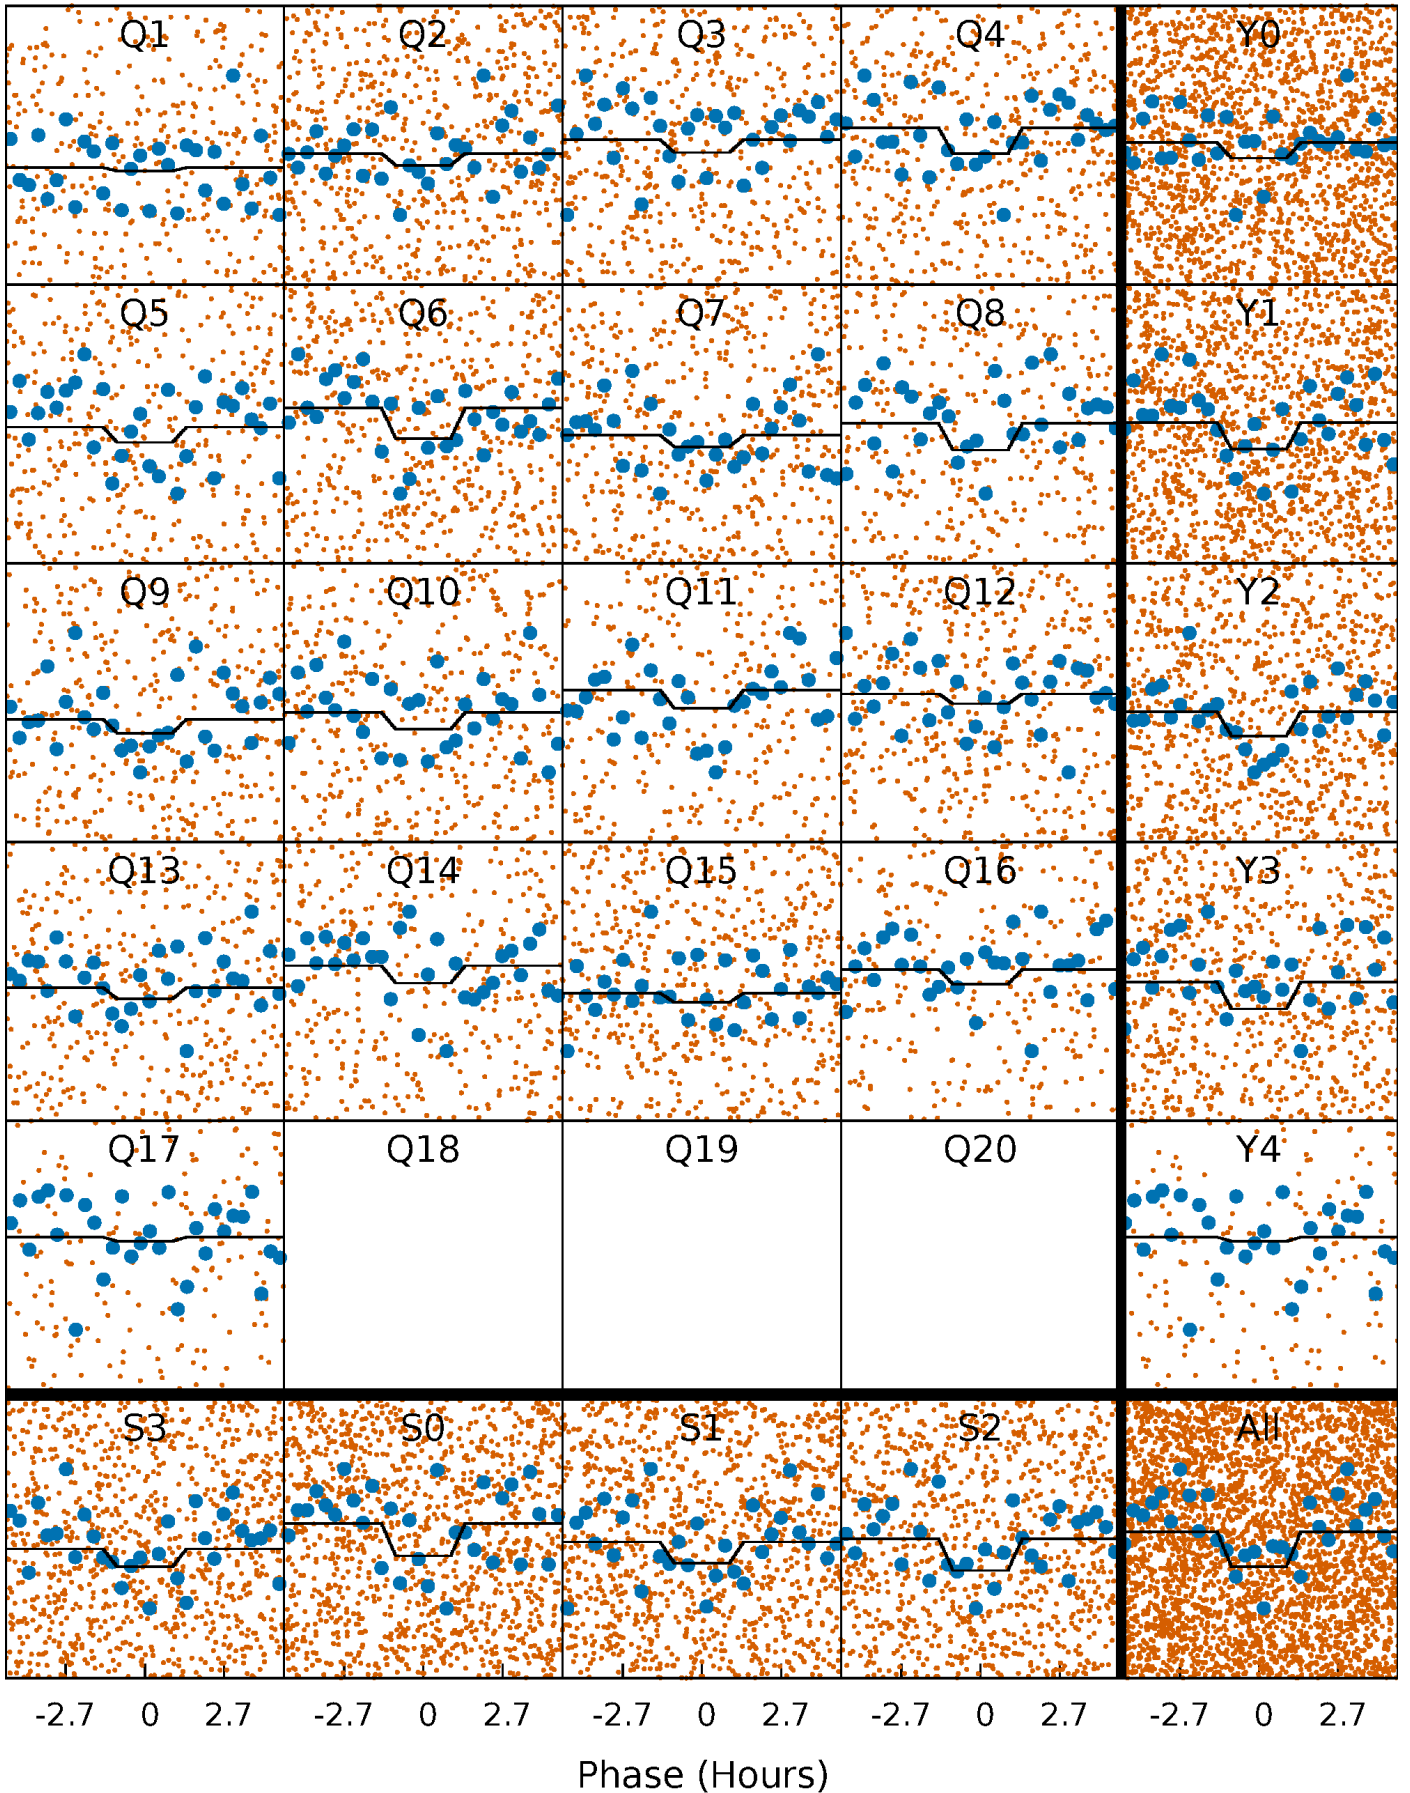 Q1 Q2 Q3 Q4 Y0
Q5 Q6 Q7 Q8 Y1
Q9 Q10 Q11 Q12 Y2
Q13 Q14 Q15 Q16 Y3
Q17 Q18 Q19 Q20 Y4
S3 S0 S1 S2 All
-2.7 0 2.7 -2.7 0 2.7 -2.7 0 2.7 -2.7 0 2.7 -2.7 0 2.7
Phase (Hours)